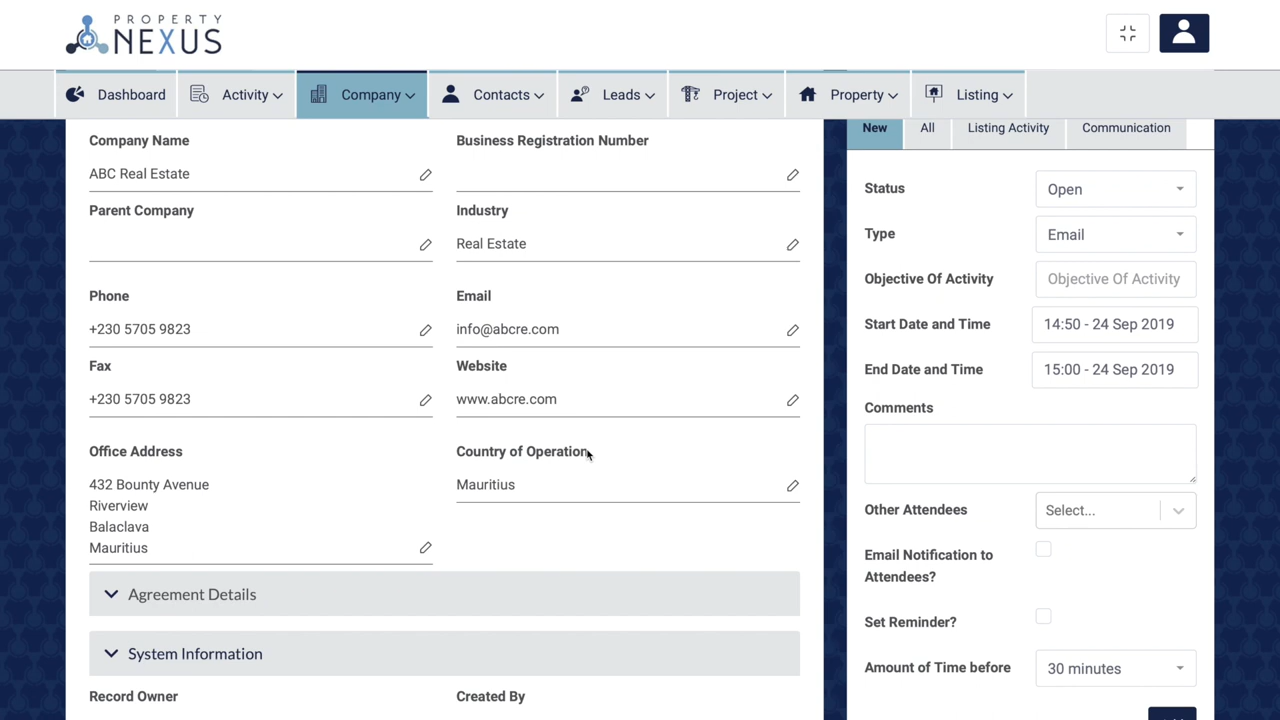 PROPERTY
NEXUS
Dashboard
Activity
Company
Contacts
Leads
Project
Property
Listing
Company Name
ABC Real Estate
Business Registration Number
Parent Company
Industry
Real Estate
Phone
+230 5705 9823
Email
info@abcre.com
Fax
+230 5705 9823
Website
www.abcre.com
Office Address
432 Bounty Avenue
Riverview
Balaclava
Mauritius
Country of Operation
Mauritius
Agreement Details
System Information
Record Owner
Created By
New
All
Listing Activity
Communication
Status
Open
Type
Email
Objective Of Activity
Objective Of Activity
Start Date and Time
14:50 - 24 Sep 2019
End Date and Time
15:00 - 24 Sep 2019
Comments
Other Attendees
Select...
Email Notification to
Attendees?
Set Reminder?
Amount of Time before
30 minutes